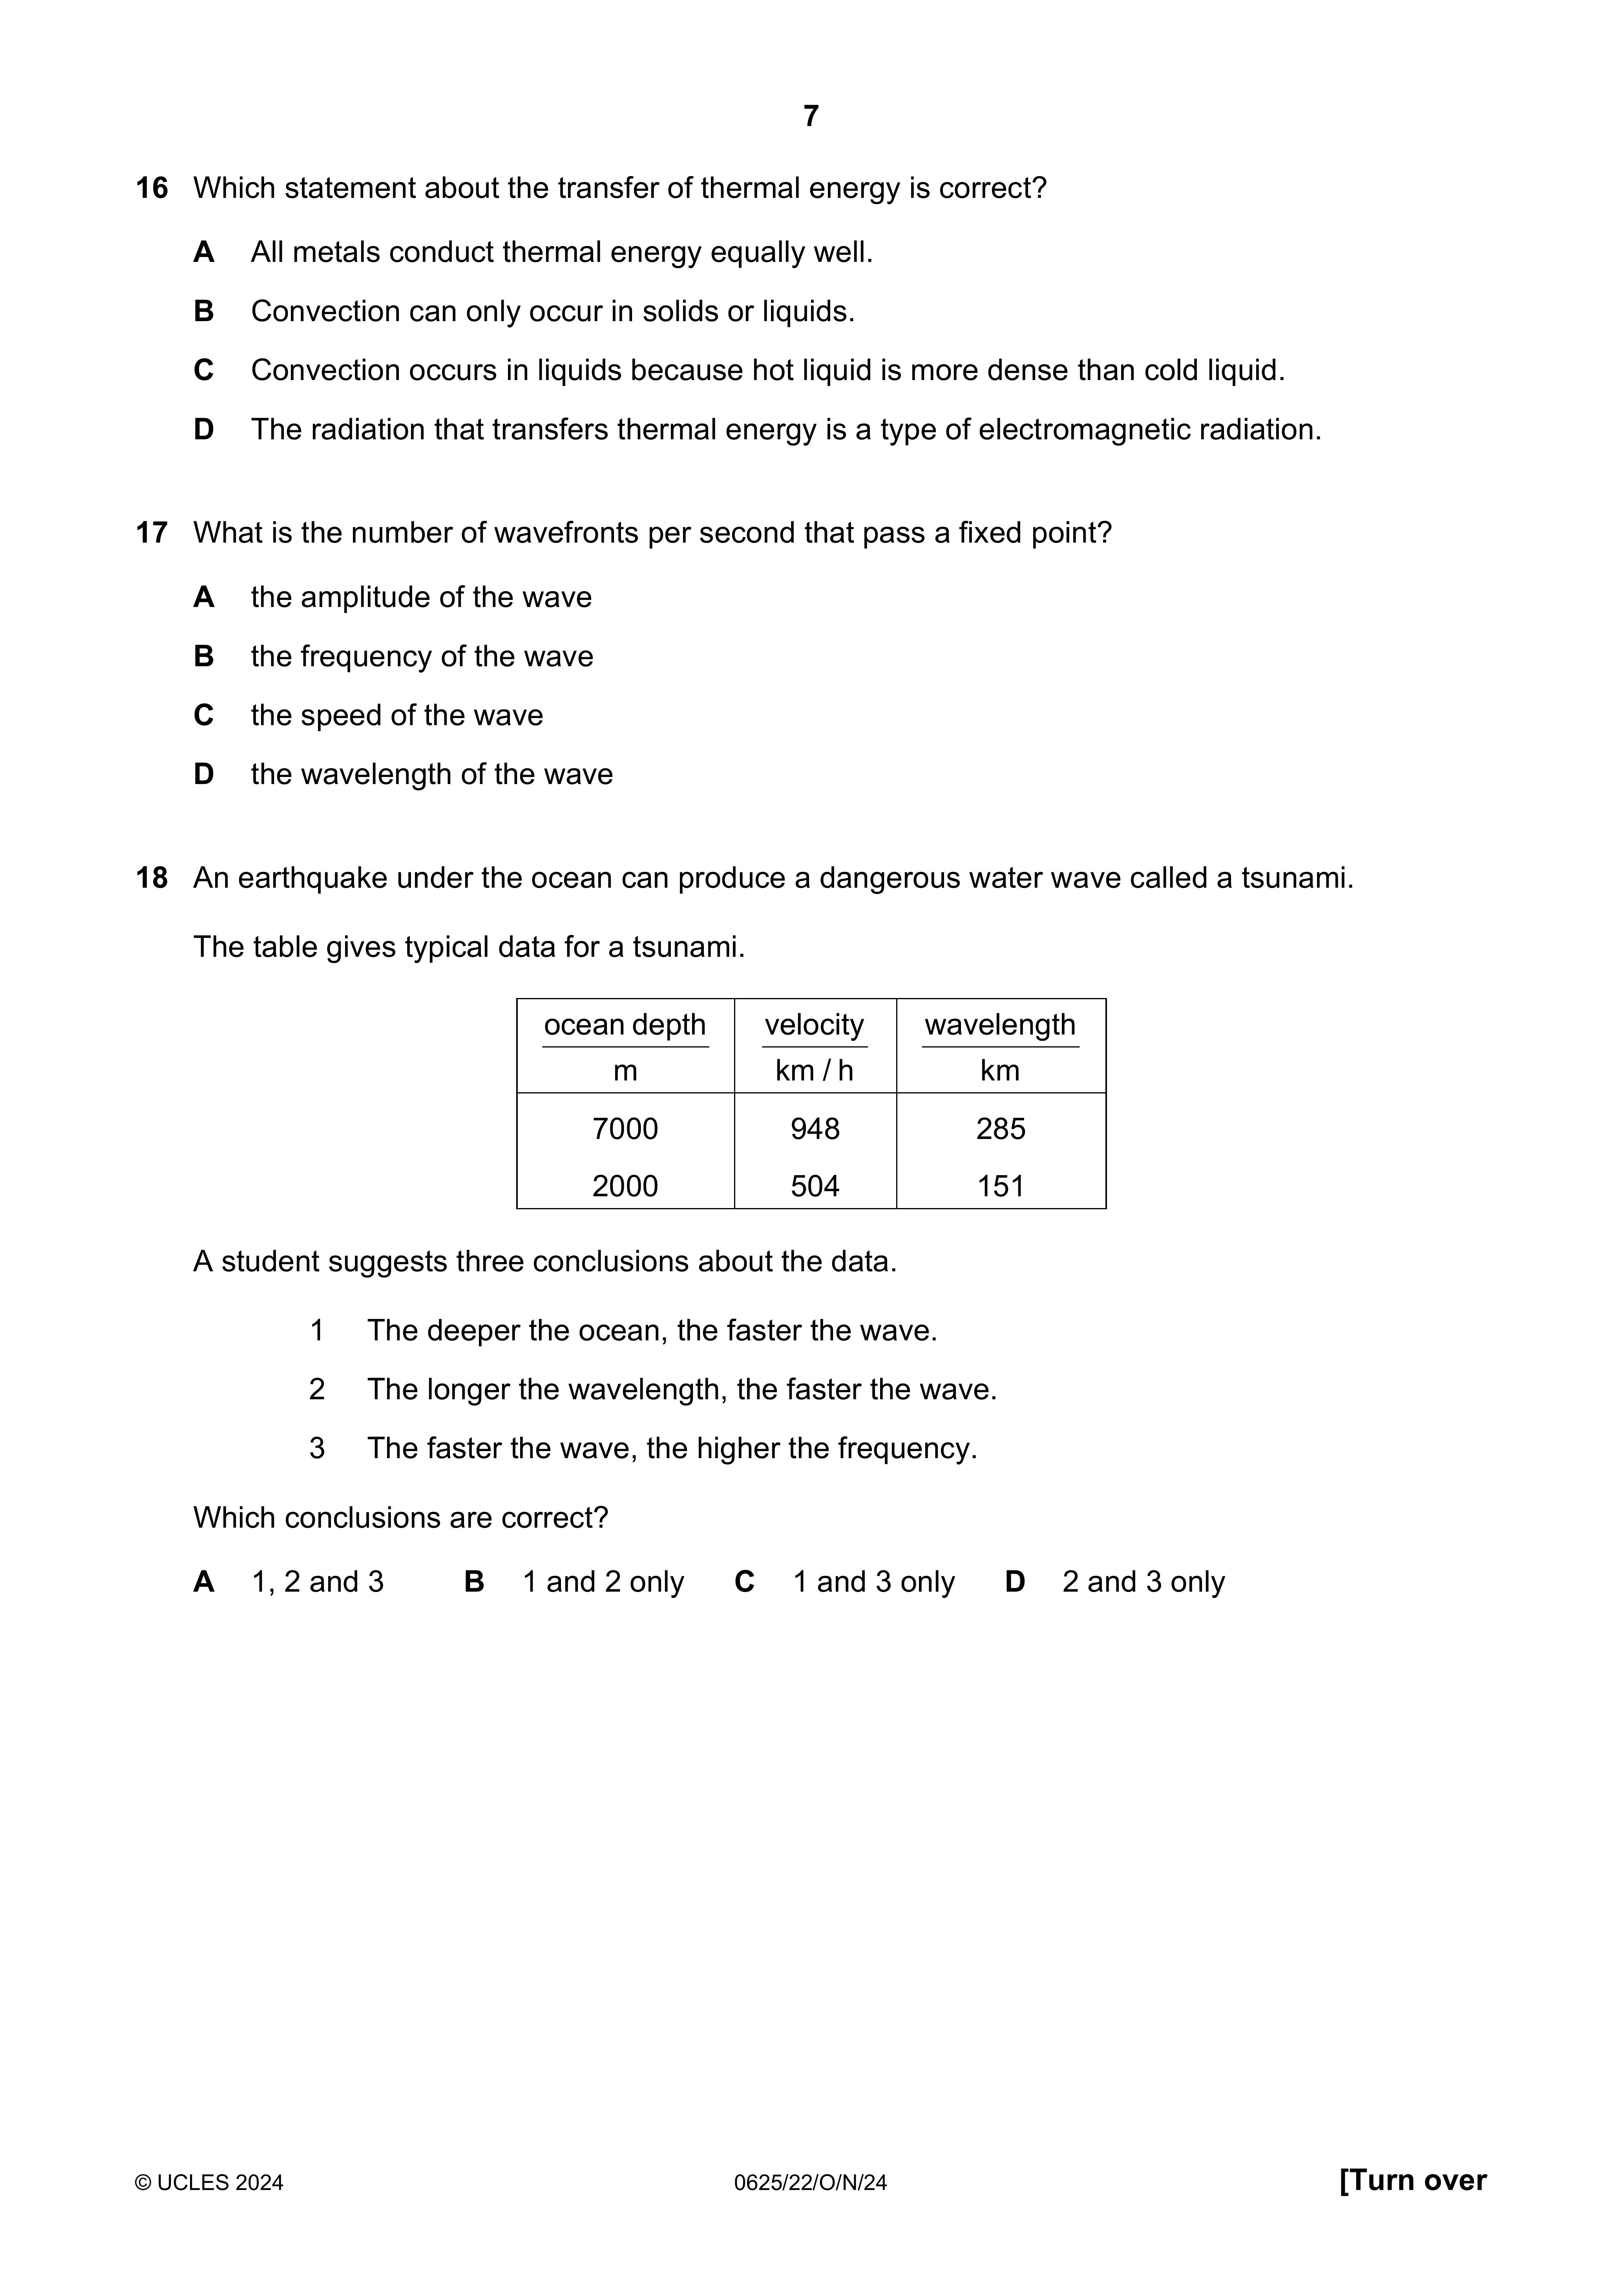 7
16 Which statement about the transfer of thermal energy is correct?
A All metals conduct thermal energy equally well.
B Convection can only occur in solids or liquids.
C Convection occurs in liquids because hot liquid is more dense than cold liquid.
D The radiation that transfers thermal energy is a type of electromagnetic radiation.
17 What is the number of wavefronts per second that pass a fixed point?
A the amplitude of the wave
B the frequency of the wave
C the speed of the wave
D the wavelength of the wave
18 An earthquake under the ocean can produce a dangerous water wave called a tsunami.
The table gives typical data for a tsunami.
ocean depth velocity wavelength
m km / h km
7000 948 285
2000 504 151
A student suggests three conclusions about the data.
1 The deeper the ocean, the faster the wave.
2 The longer the wavelength, the faster the wave.
3 The faster the wave, the higher the frequency.
Which conclusions are correct?
A 1, 2 and 3 B 1 and 2 only C 1 and 3 only D 2 and 3 only
© UCLES 2024 0625/22/O/N/24 [Turn over